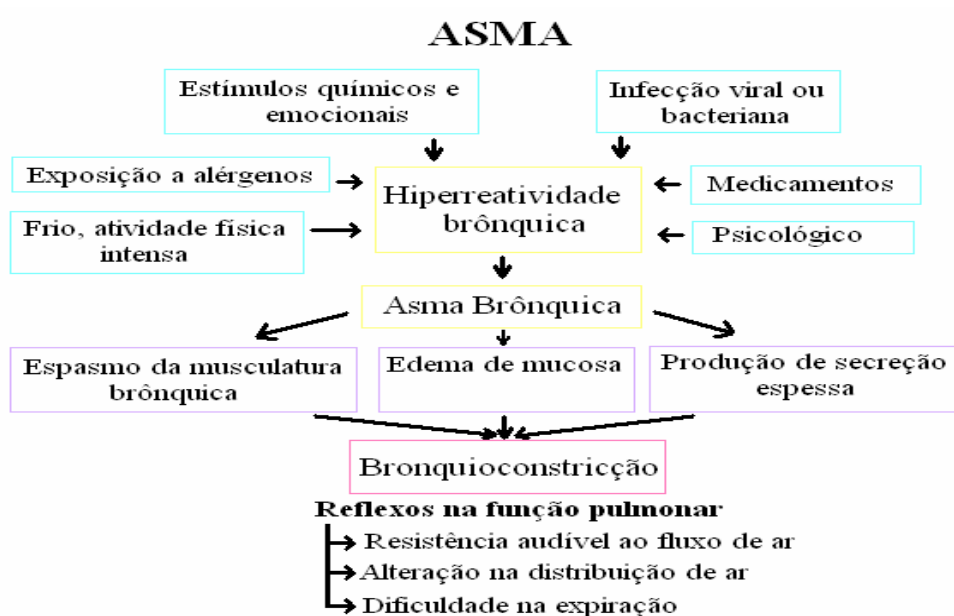 ASMA
Estímulos químicos e
emocionais
Infecção viral ou
bacteriana
Exposição a alérgenos
Hiperreatividade
brônquica
Medicamentos
Frio, atividade física
intensa
Psicológico
Asma Brônquica
Espasmo da musculatura
brônquica
Edema de mucosa
Produção de secreção
espessa
Bronquioconstricção
Reflexos na função pulmonar
Resistência audível ao fluxo de ar
Alteração na distribuição de ar
Dificuldade na expiração